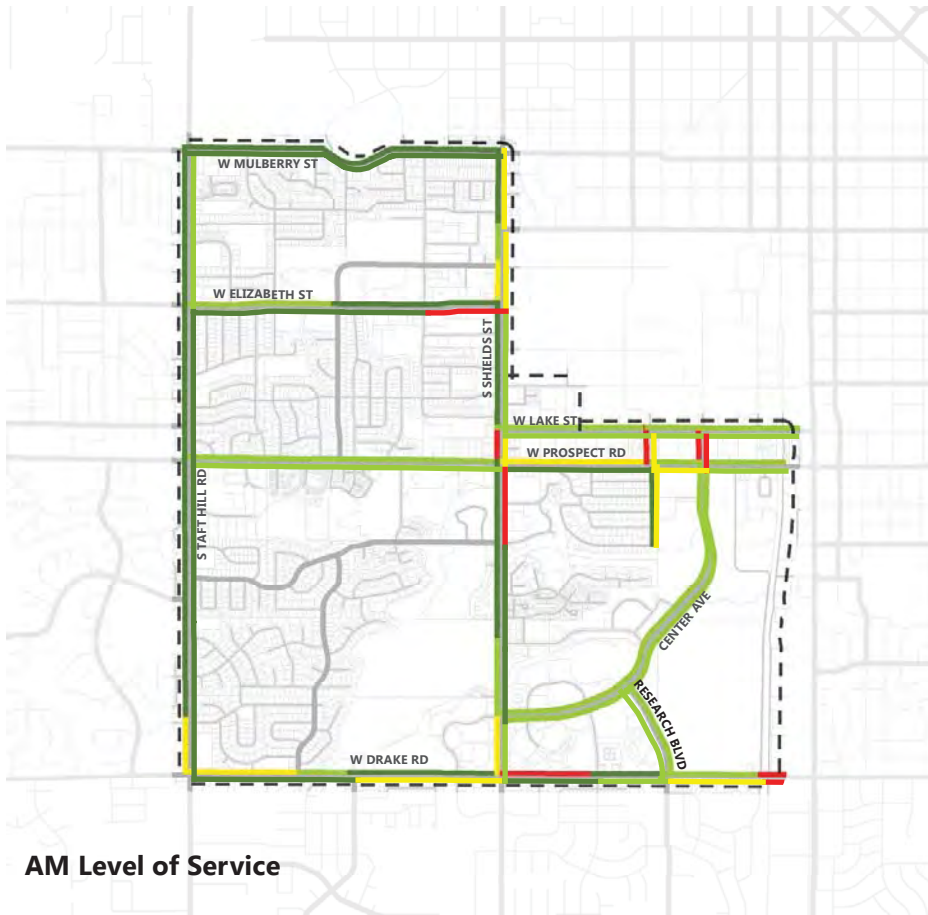 W MULBERRY ST
W ELIZABETH ST
S SHIELDS ST
W LAKE ST
W PROSPECT RD
S TAFT HILL RD
CENTER AVE
RESEARCH BLVD
W DRAKE RD
AM Level of Service